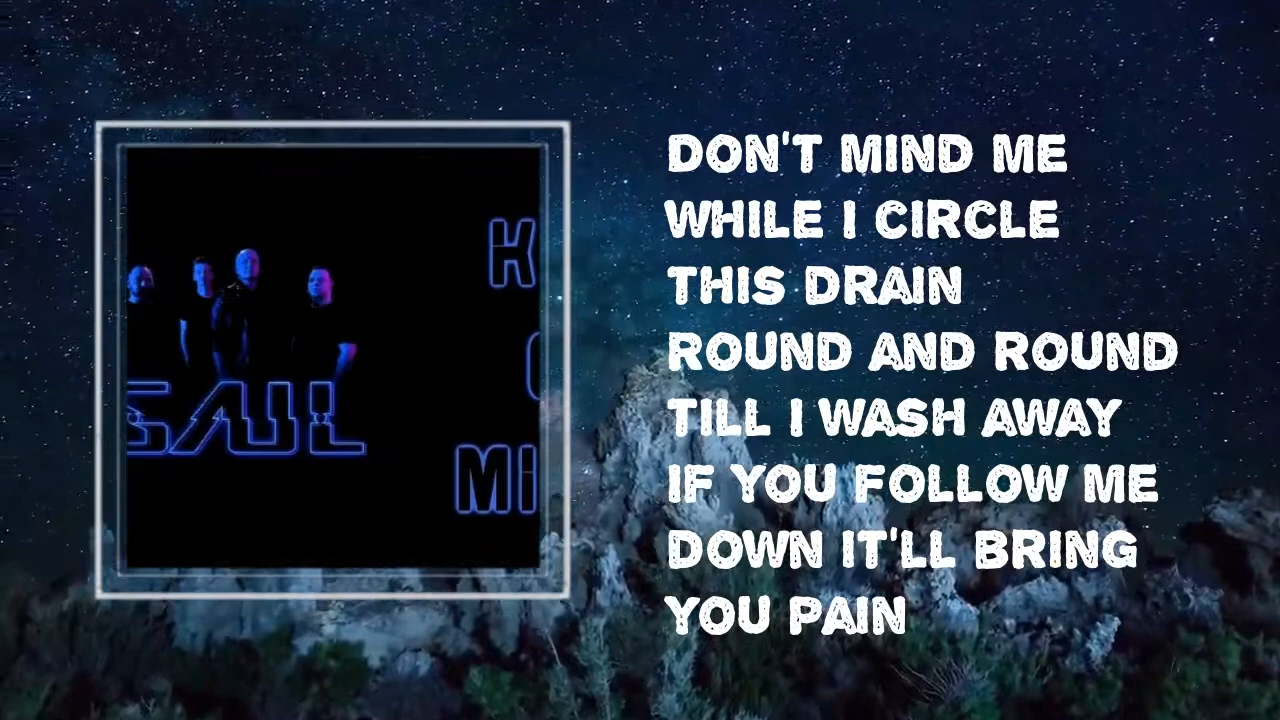 SAUL
K
MI
DON'T MIND ME
WHILE I CIRCLE
THIS DRAIN
ROUND AND ROUND
TILL I WASH AWAY
IF YOU FOLLOW ME
DOWN IT'LL BRING
YOU PAIN